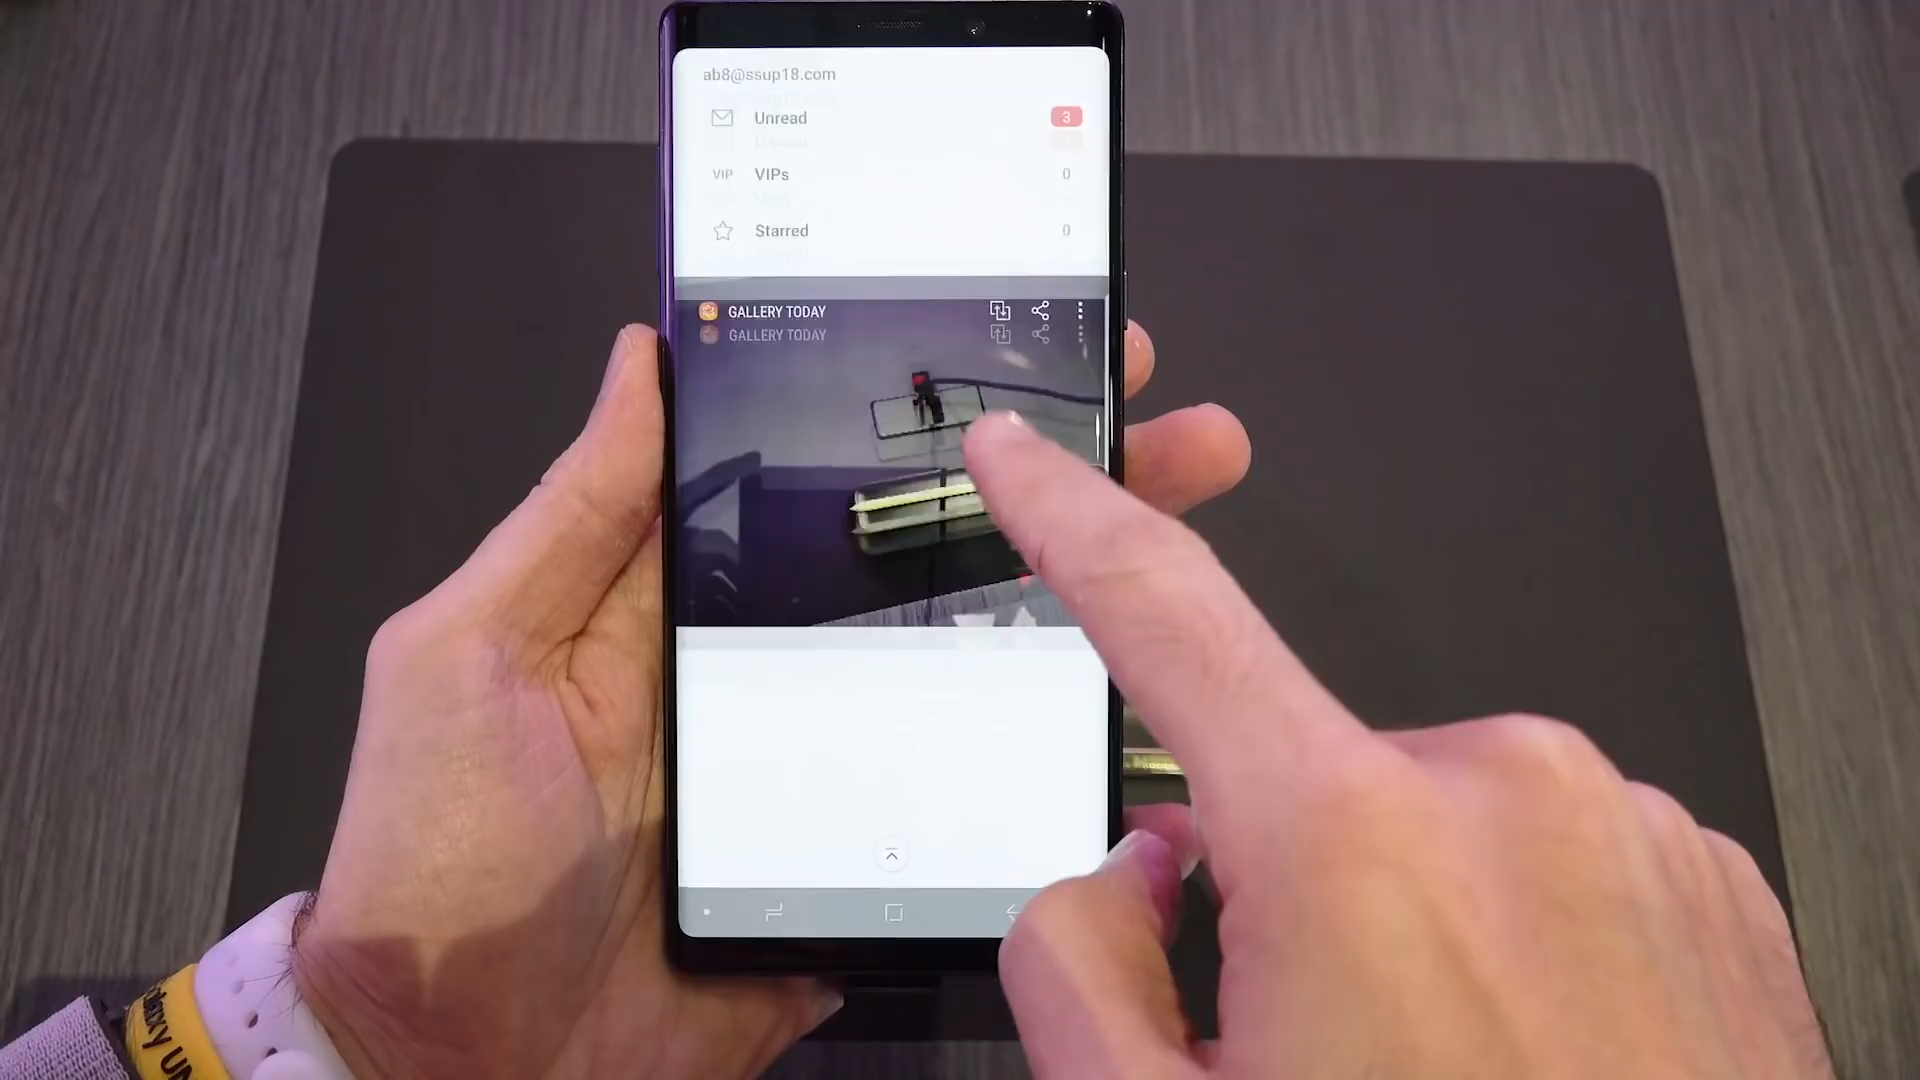 ab8@ssup18.com
Unread 3
VIP VIPs 0
Starred 0
GALLERY TODAY
GALLERY TODAY